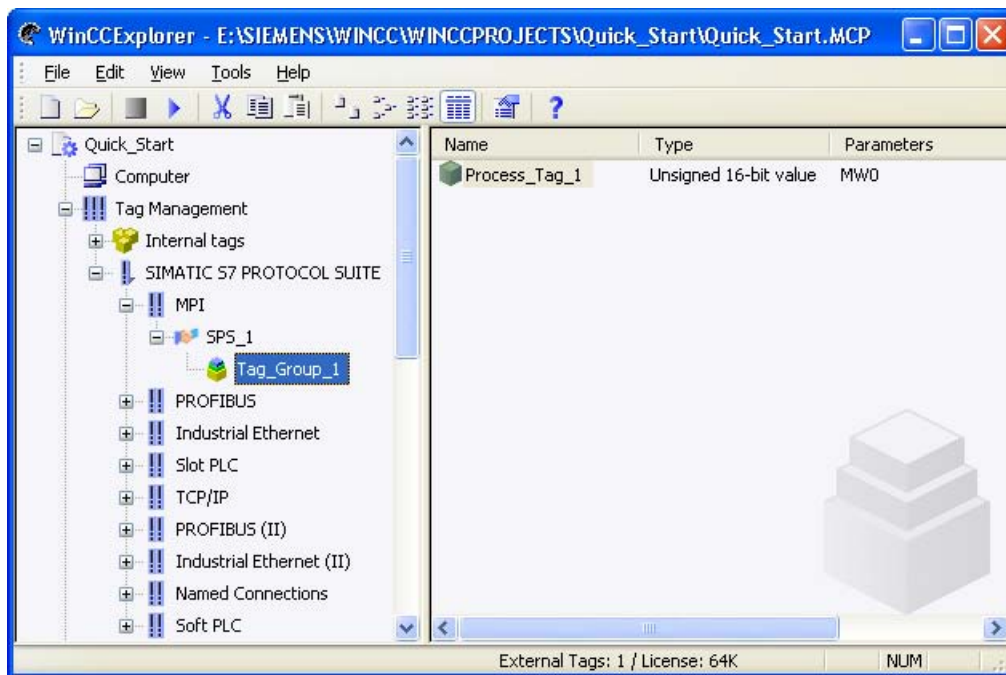 WinCCExplorer - E:\SIEMENS\WINCC\WINCCPROJECTS\Quick_Start\Quick_Start.MCP
File Edit View Tools Help
Quick_Start
Computer
Tag Management
Internal tags
SIMATIC S7 PROTOCOL SUITE
MPI
SPS_1
Tag_Group_1
PROFIBUS
Industrial Ethernet
Slot PLC
TCP/IP
PROFIBUS (II)
Industrial Ethernet (II)
Named Connections
Soft PLC
Name Type Parameters
Process_Tag_1 Unsigned 16-bit value MW0
External Tags: 1 / License: 64K NUM